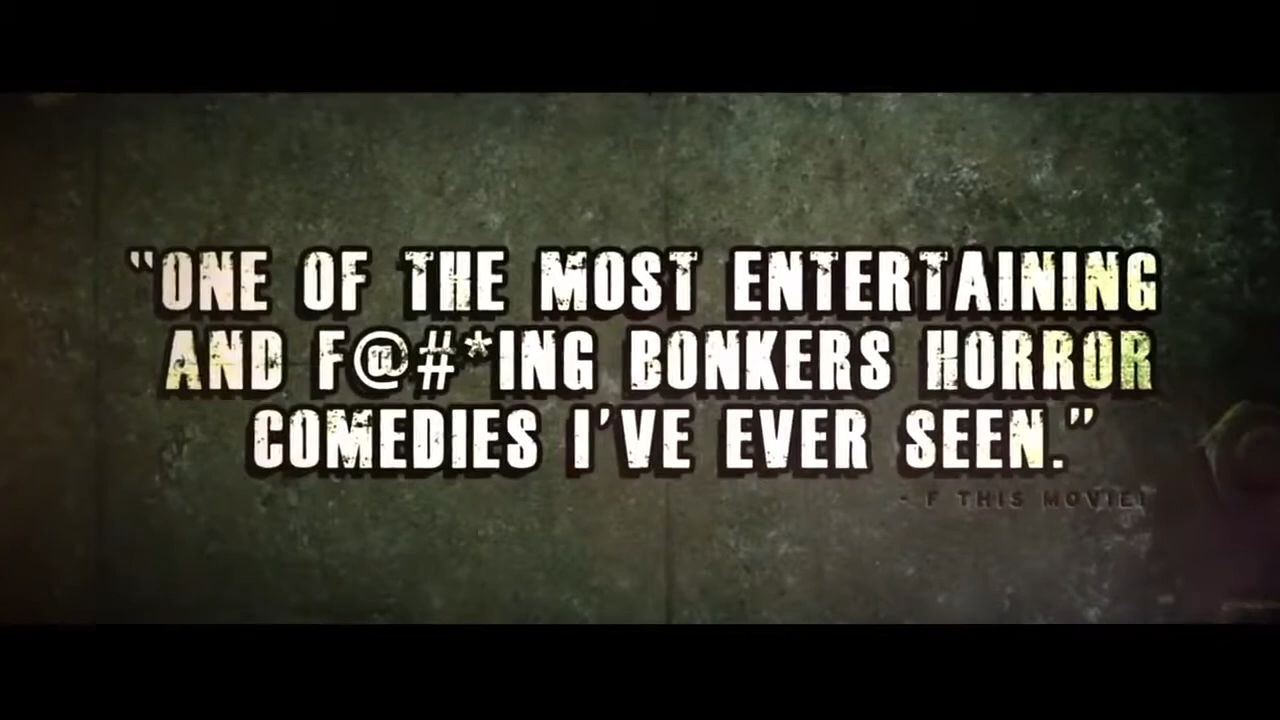 “ONE OF THE MOST ENTERTAINING
AND F@#*ING BONKERS HORROR
COMEDIES I’VE EVER SEEN.”
- F THIS MOVIE!